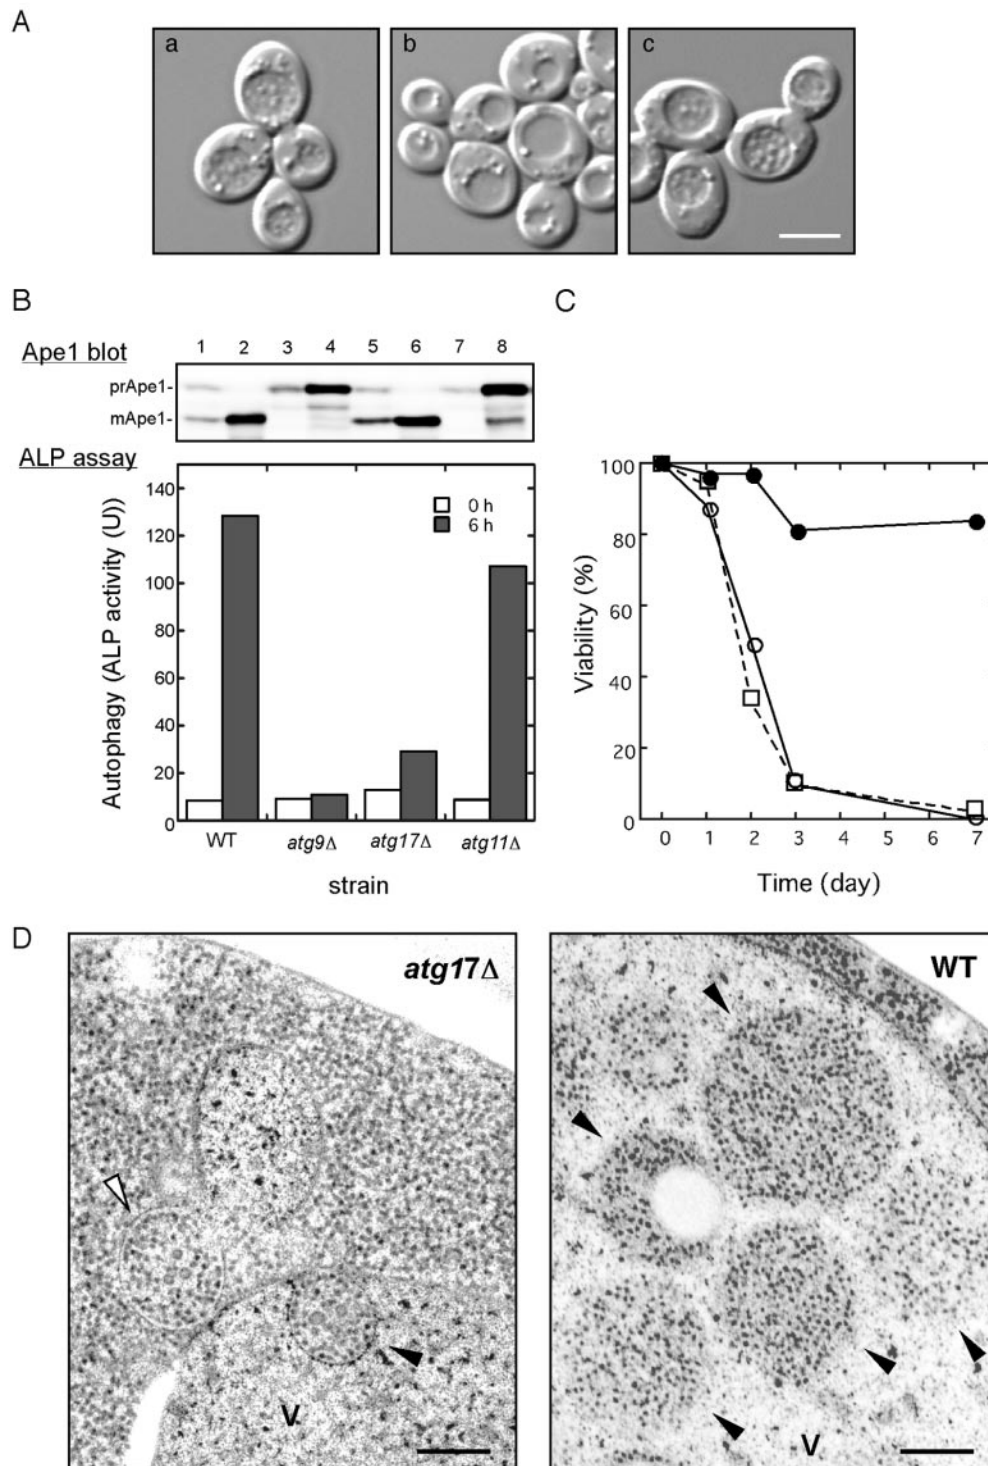 A
a
b
c
B
C
1 2 3 4 5 6 7 8
Ape1 blot
prApe1-
mApe1-
ALP assay
Autophagy (ALP activity (U))
140
120
100
80
60
40
20
0
0 h
6 h
WT atg9Δ atg17Δ atg11Δ
strain
Viability (%)
100
80
60
40
20
0
0 1 2 3 4 5 6 7
Time (day)
D
atg17Δ
V
WT
V